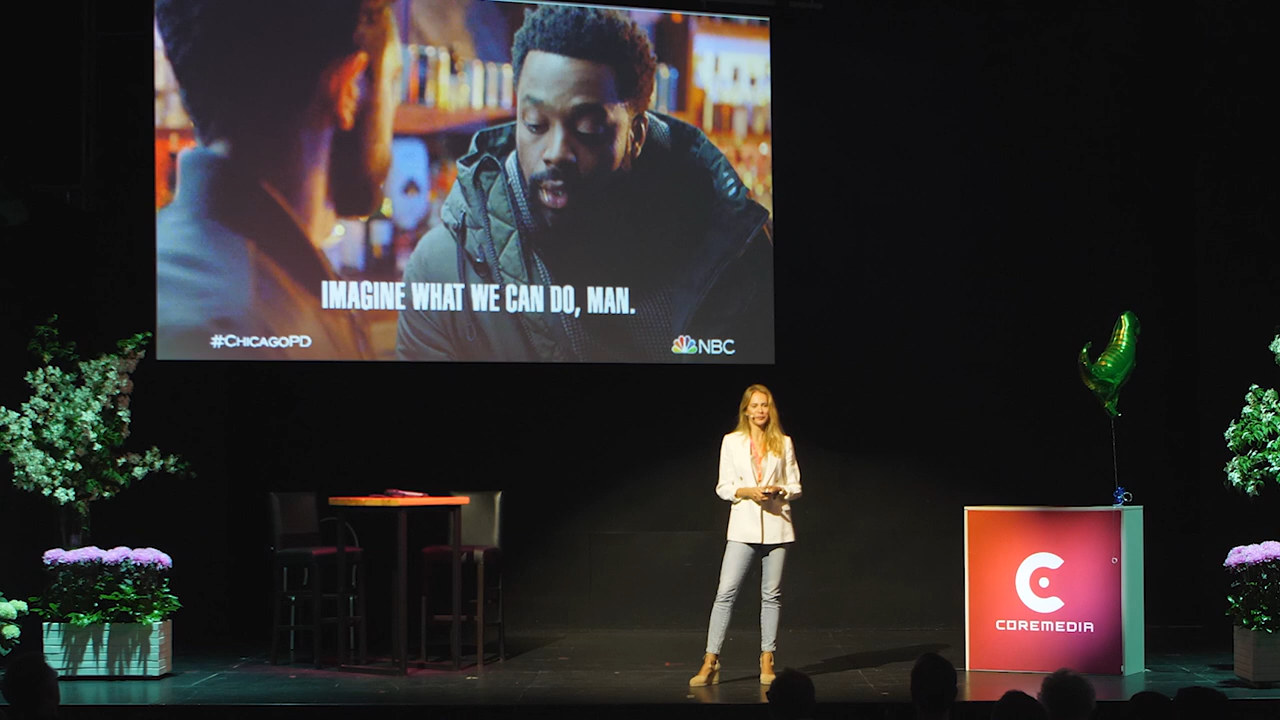 IMAGINE WHAT WE CAN DO, MAN.
#CHICAGOPD
NBC
COREMEDIA